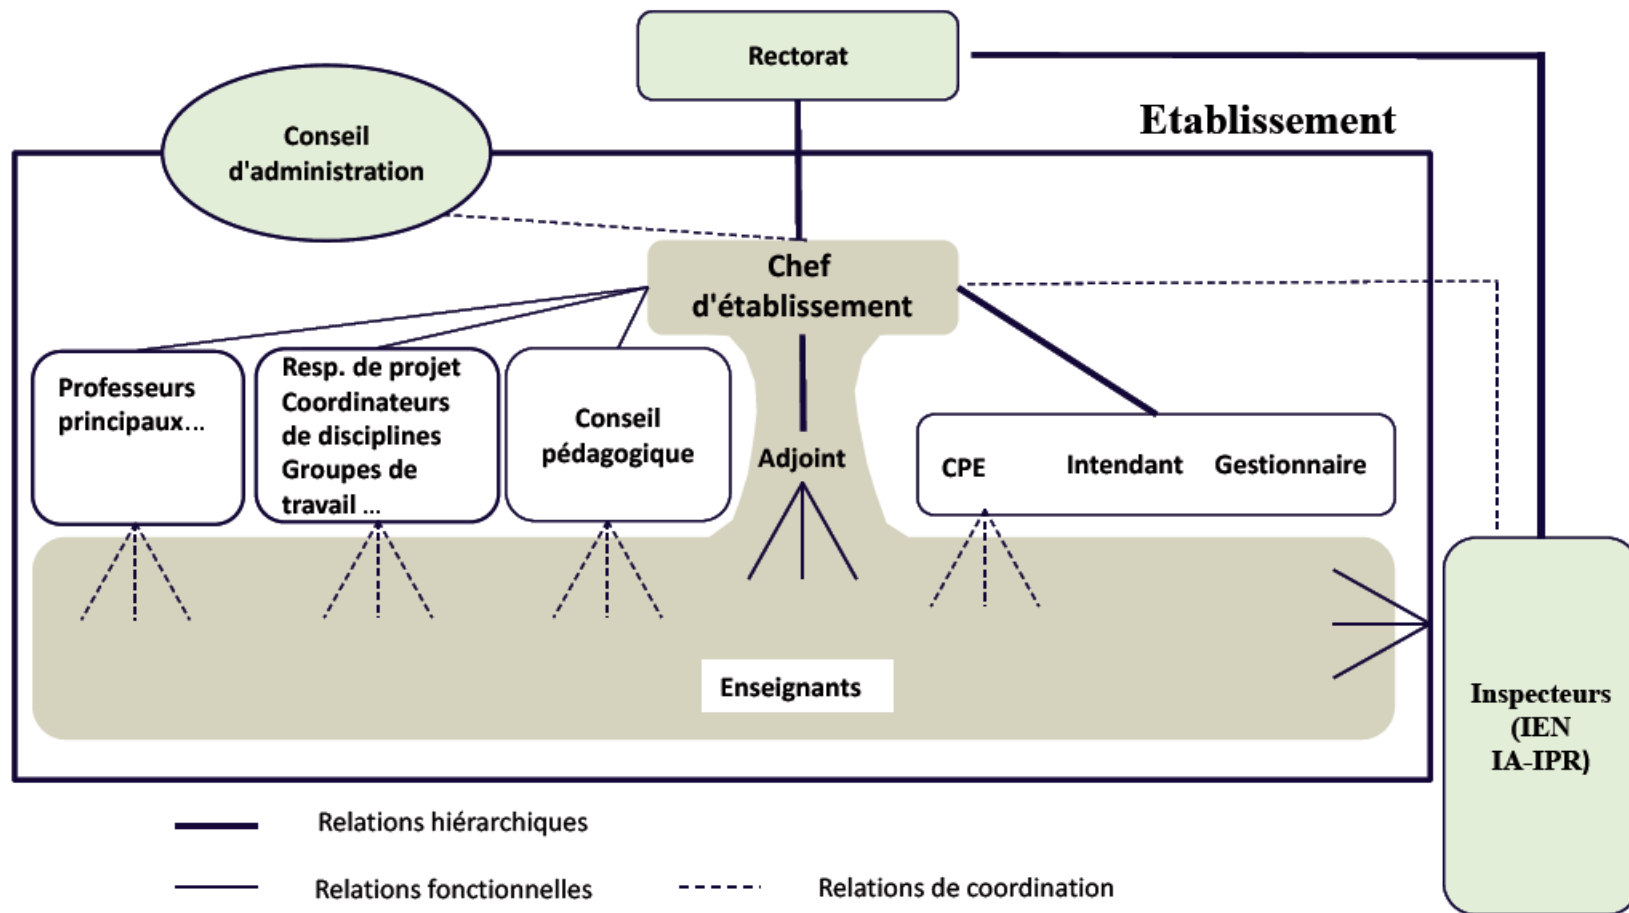 Rectorat
Etablissement
Conseil
d'administration
Chef
d'établissement
Professeurs
principaux...
Resp. de projet
Coordinateurs
de disciplines
Groupes de
travail ...
Conseil
pédagogique
Adjoint
CPE
Intendant
Gestionnaire
Enseignants
Inspecteurs
(IEN
IA-IPR)
Relations hiérarchiques
Relations fonctionnelles
Relations de coordination